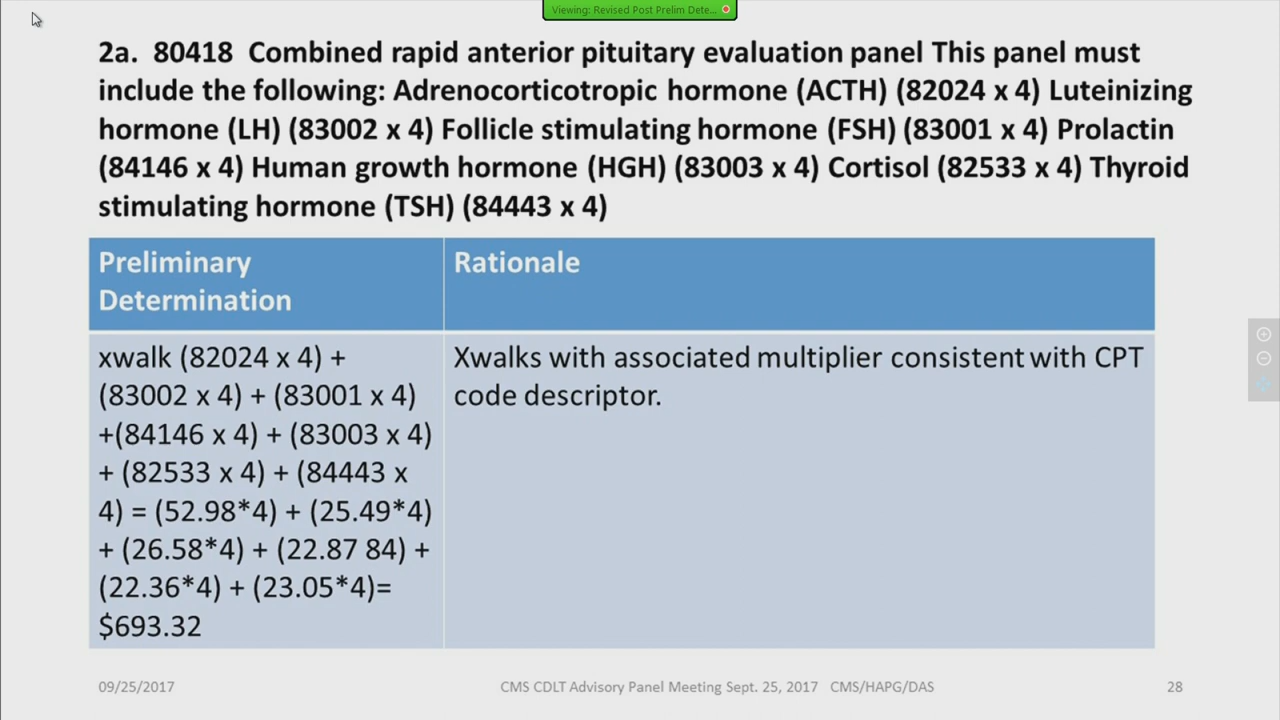 Viewing: Revised Post Prelim Dete...
2a. 80418 Combined rapid anterior pituitary evaluation panel This panel must
include the following: Adrenocorticotropic hormone (ACTH) (82024 x 4) Luteinizing
hormone (LH) (83002 x 4) Follicle stimulating hormone (FSH) (83001 x 4) Prolactin
(84146 x 4) Human growth hormone (HGH) (83003 x 4) Cortisol (82533 x 4) Thyroid
stimulating hormone (TSH) (84443 x 4)
Preliminary
Determination
Rationale
xwalk (82024 x 4) +
(83002 x 4) + (83001 x 4)
+(84146 x 4) + (83003 x 4)
+ (82533 x 4) + (84443 x
4) = (52.98*4) + (25.49*4)
+ (26.58*4) + (22.87 84) +
(22.36*4) + (23.05*4)=
$693.32
Xwalks with associated multiplier consistent with CPT
code descriptor.
09/25/2017
CMS CDLT Advisory Panel Meeting Sept. 25, 2017 CMS/HAPG/DAS
28